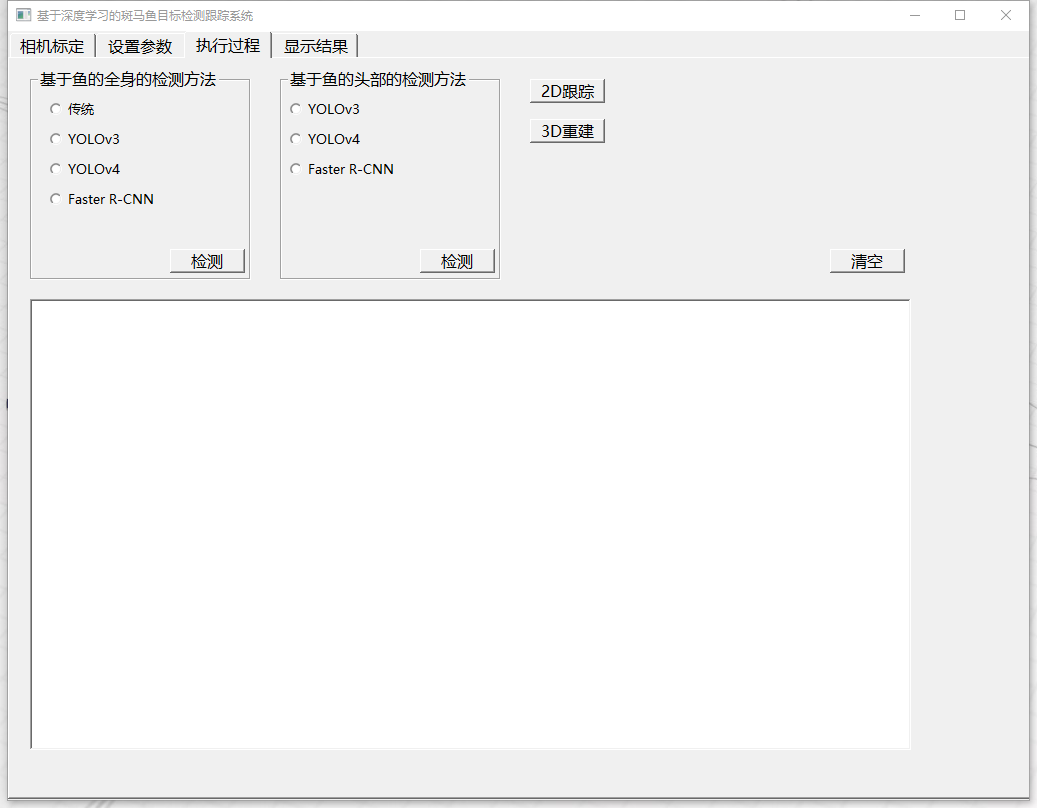 基于深度学习的斑马鱼目标检测跟踪系统
相机标定 设置参数 执行过程 显示结果
基于鱼的全身的检测方法
传统
YOLOv3
YOLOv4
Faster R-CNN
检测
基于鱼的头部的检测方法
YOLOv3
YOLOv4
Faster R-CNN
检测
2D跟踪
3D重建
清空